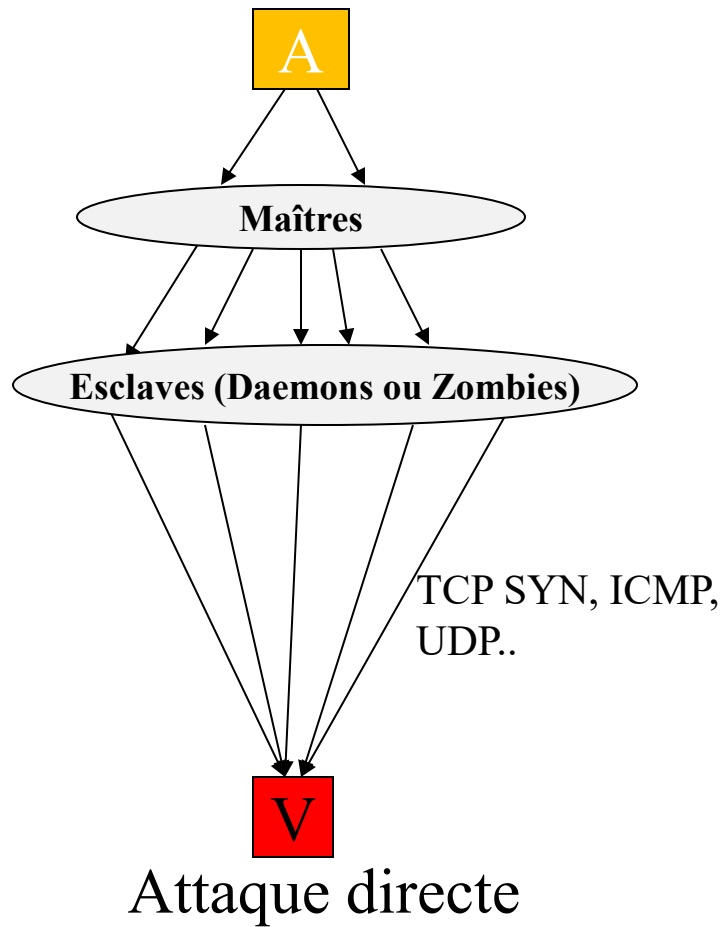 A
Maîtres
Esclaves (Daemons ou Zombies)
TCP SYN, ICMP,
UDP..
V
Attaque directe